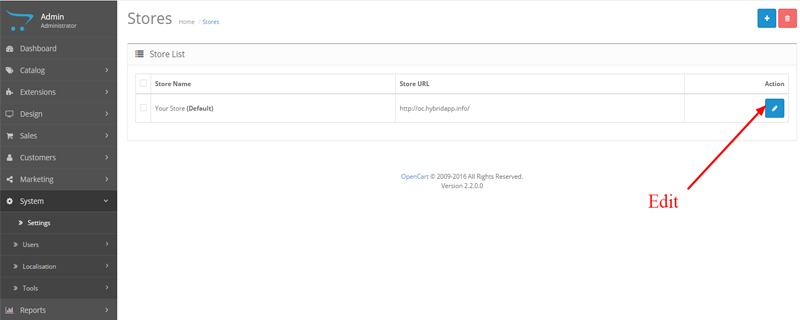 Admin
Administrator
Dashboard
Catalog
Extensions
Design
Sales
Customers
Marketing
System
Settings
Users
Localisation
Tools
Reports
Stores Home / Stores
Store List
Store Name Store URL Action
Your Store (Default) http://oc.hybridapp.info/
Edit
OpenCart © 2009-2016 All Rights Reserved.
Version 2.2.0.0